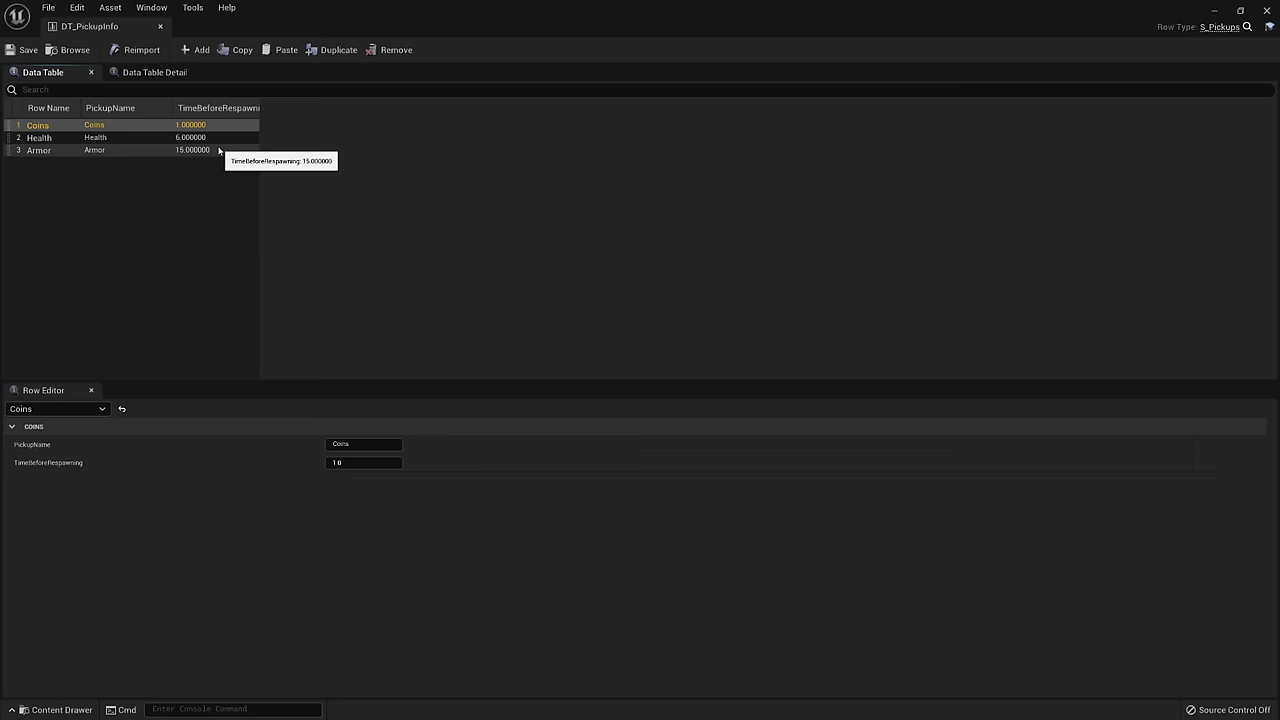 File Edit Asset Window Tools Help
DT_PickupInfo
Row Type: S_Pickups
Save Browse Reimport Add Copy Paste Duplicate Remove
Data Table Data Table Detail
Search
Row Name PickupName TimeBeforeRespawni
1 Coins Coins 1.000000
2 Health Health 6.000000
3 Armor Armor 15.000000
TimeBeforeRespawning: 15.000000
Row Editor
Coins
COINS
PickupName Coins
TimeBeforeRespawning 1.0
Content Drawer Cmd Enter Console Command Source Control Off